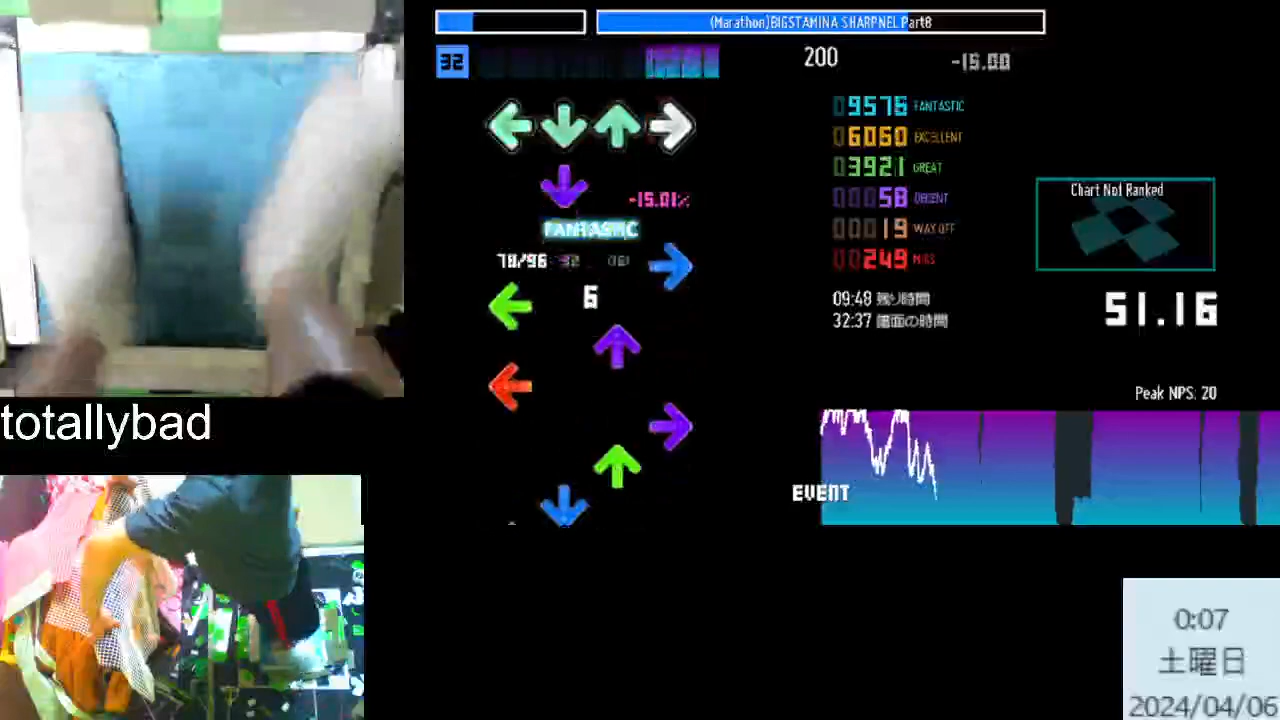 (Marathon)BIGSTAMINA SHARPNEL Part8
32
200
-15.00
09576 FANTASTIC
06060 EXCELLENT
03921 GREAT
00058 DECENT
00019 WAY OFF
00249 MISS
Chart Not Ranked
-15.01%
FANTASTIC
78/96 32
6
09:48 残り時間
32:37 譜面の時間
51.16
Peak NPS: 20
EVENT
totallybad
0:07
土曜日
2024/04/06